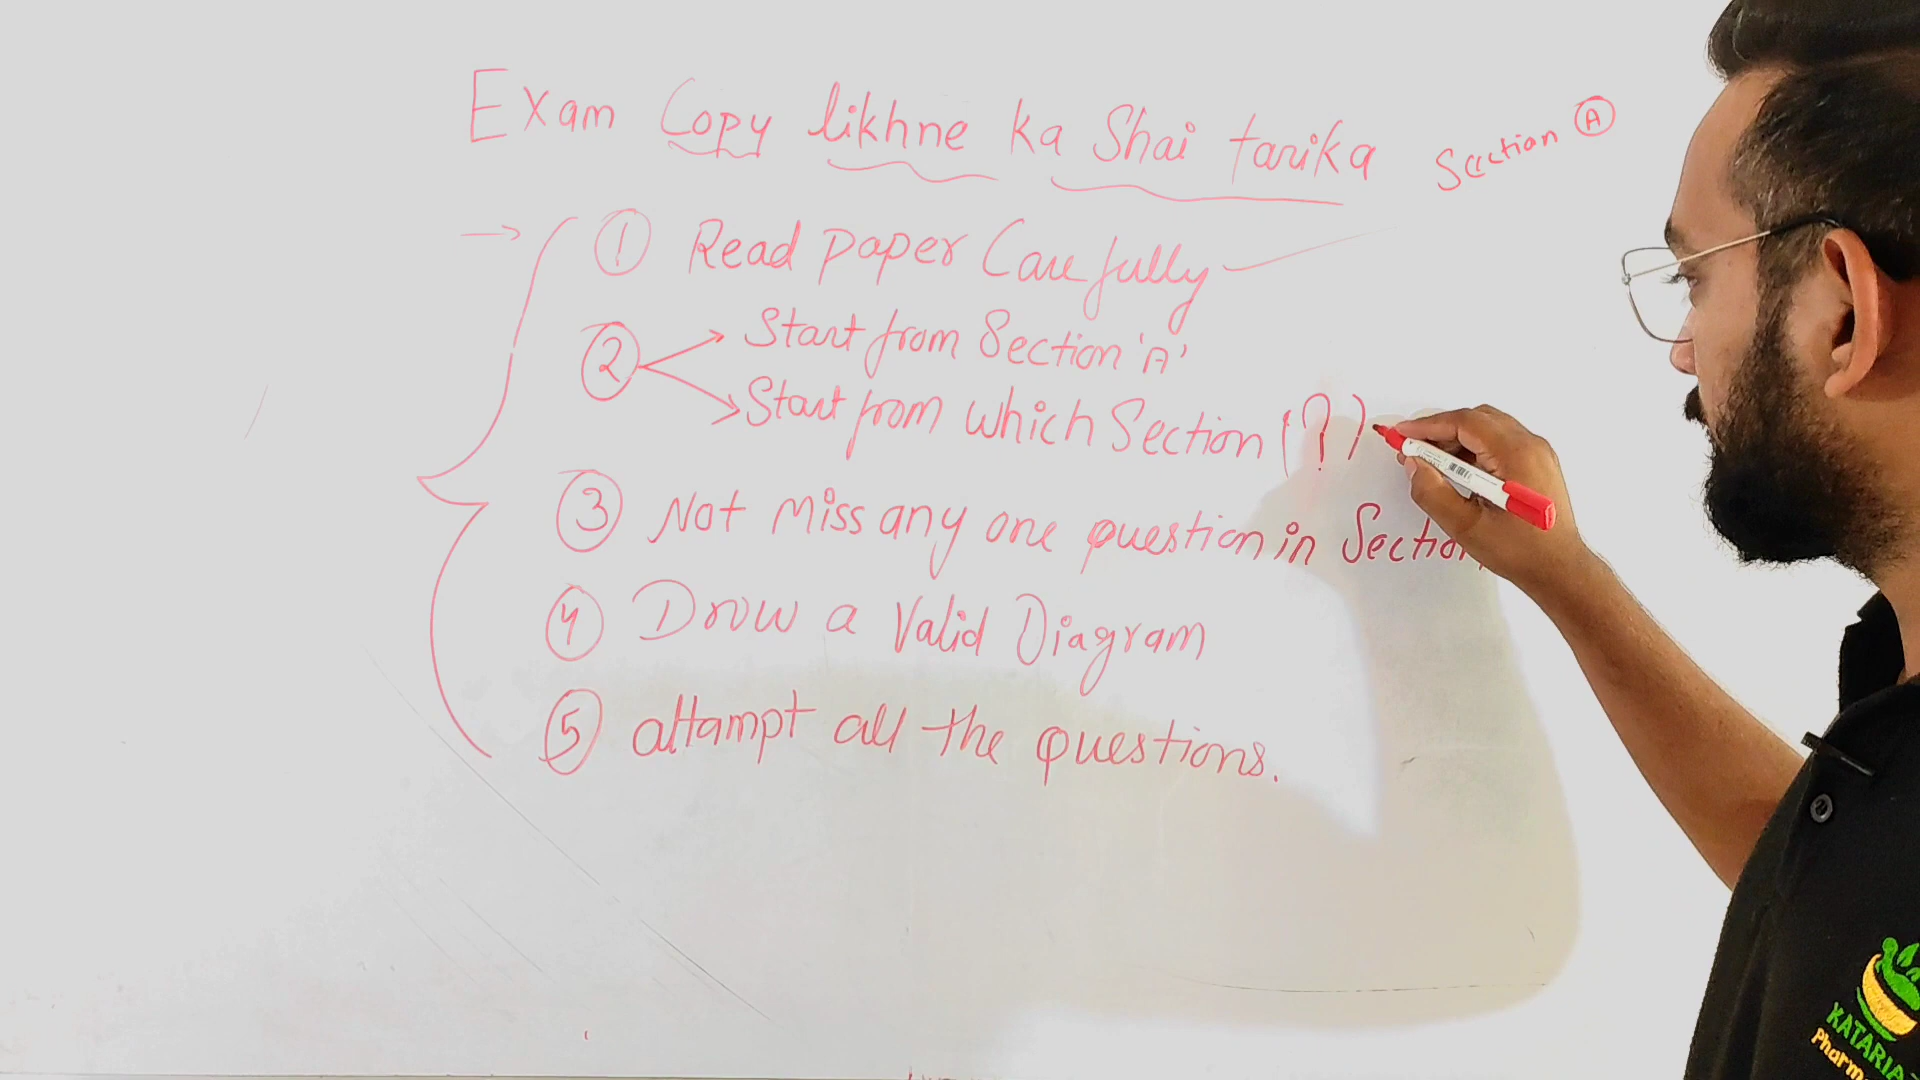 Exam Copy likhne ka Shai tarika
Section A
→ 1 Read paper Carefully
2 → Start from Section 'A'
→ Start from which Section (?)
3 Not miss any one question in Section
4 Drow a Valid Diagram
5 attampt all the questions.
KATARIA
Pharm